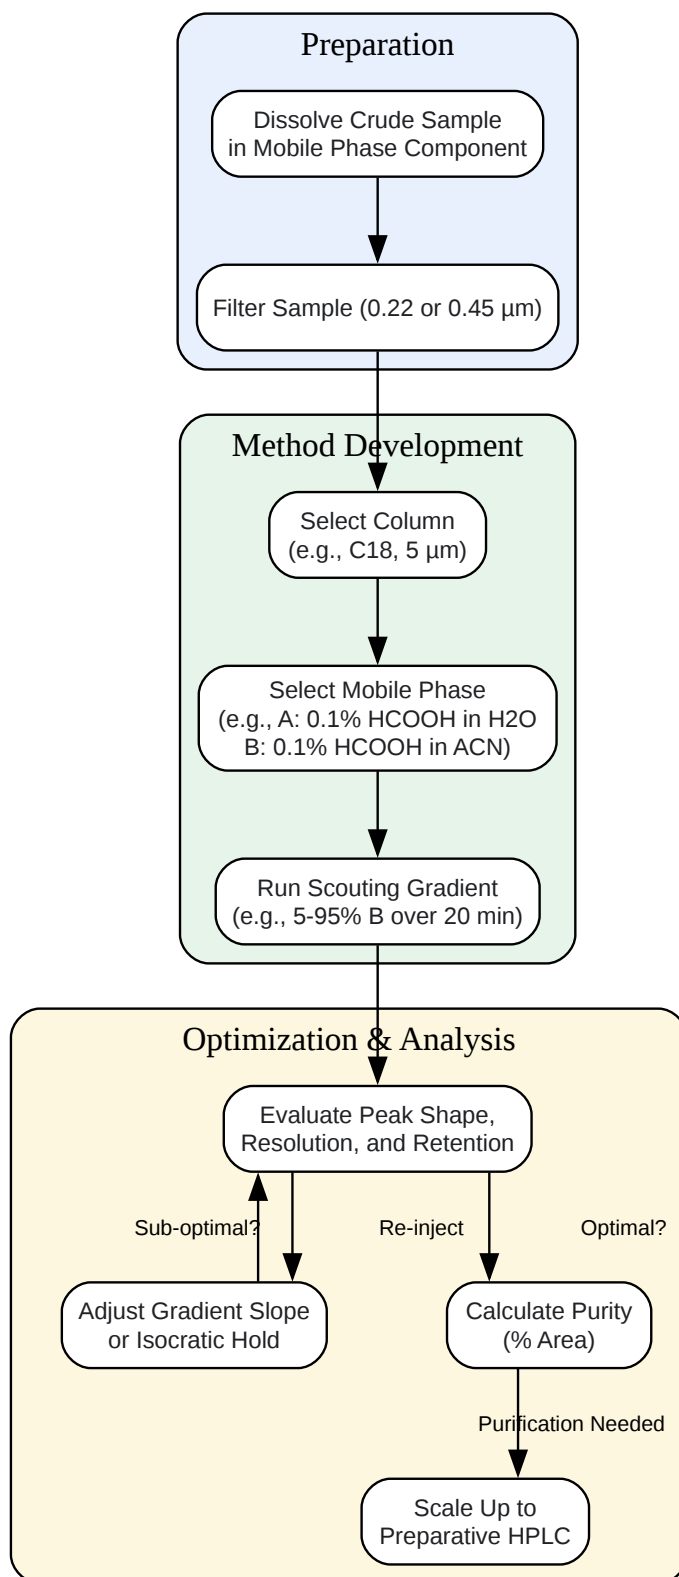 Preparation
Dissolve Crude Sample
in Mobile Phase Component
Filter Sample (0.22 or 0.45 µm)
Method Development
Select Column
(e.g., C18, 5 µm)
Select Mobile Phase
(e.g., A: 0.1% HCOOH in H2O
B: 0.1% HCOOH in ACN)
Run Scouting Gradient
(e.g., 5-95% B over 20 min)
Optimization & Analysis
Evaluate Peak Shape,
Resolution, and Retention
Sub-optimal?
Re-inject
Optimal?
Adjust Gradient Slope
or Isocratic Hold
Calculate Purity
(% Area)
Purification Needed
Scale Up to
Preparative HPLC